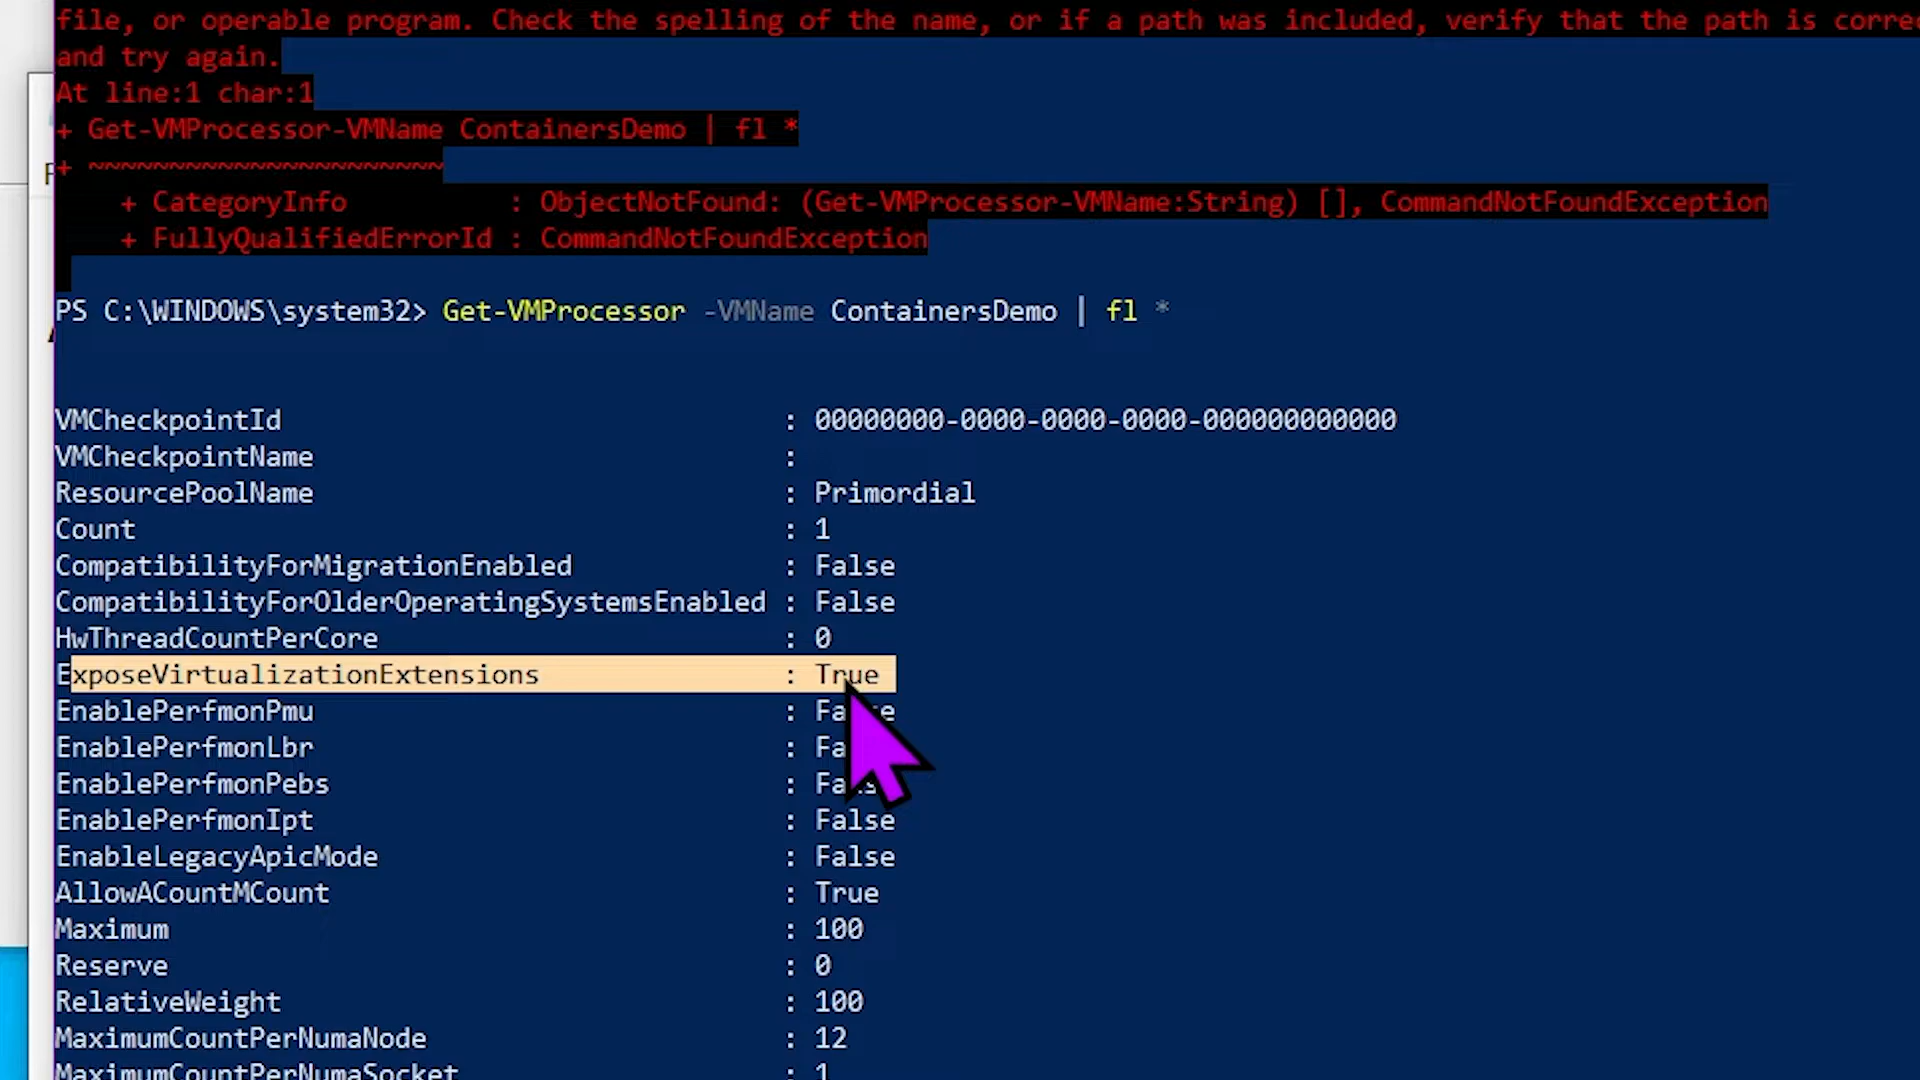 file, or operable program. Check the spelling of the name, or if a path was included, verify that the path is
and try again.
At line:1 char:1
+ Get-VMProcessor-VMName ContainersDemo | fl *
+ ~~~~~~~~~~~~~~~~~~~~~~
+ CategoryInfo : ObjectNotFound: (Get-VMProcessor-VMName:String) [], CommandNotFoundException
+ FullyQualifiedErrorId : CommandNotFoundException
PS C:\WINDOWS\system32> Get-VMProcessor -VMName ContainersDemo | fl *
VMCheckpointId : 00000000-0000-0000-0000-000000000000
VMCheckpointName :
ResourcePoolName : Primordial
Count : 1
CompatibilityForMigrationEnabled : False
CompatibilityForOlderOperatingSystemsEnabled : False
HwThreadCountPerCore : 0
ExposeVirtualizationExtensions : True
EnablePerfmonPmu :
EnablePerfmonLbr :
EnablePerfmonPebs :
EnablePerfmonIpt : False
EnableLegacyApicMode : False
AllowACountMCount : True
Maximum : 100
Reserve : 0
RelativeWeight : 100
MaximumCountPerNumaNode : 12
MaximumCountPerNumaSocket : 1